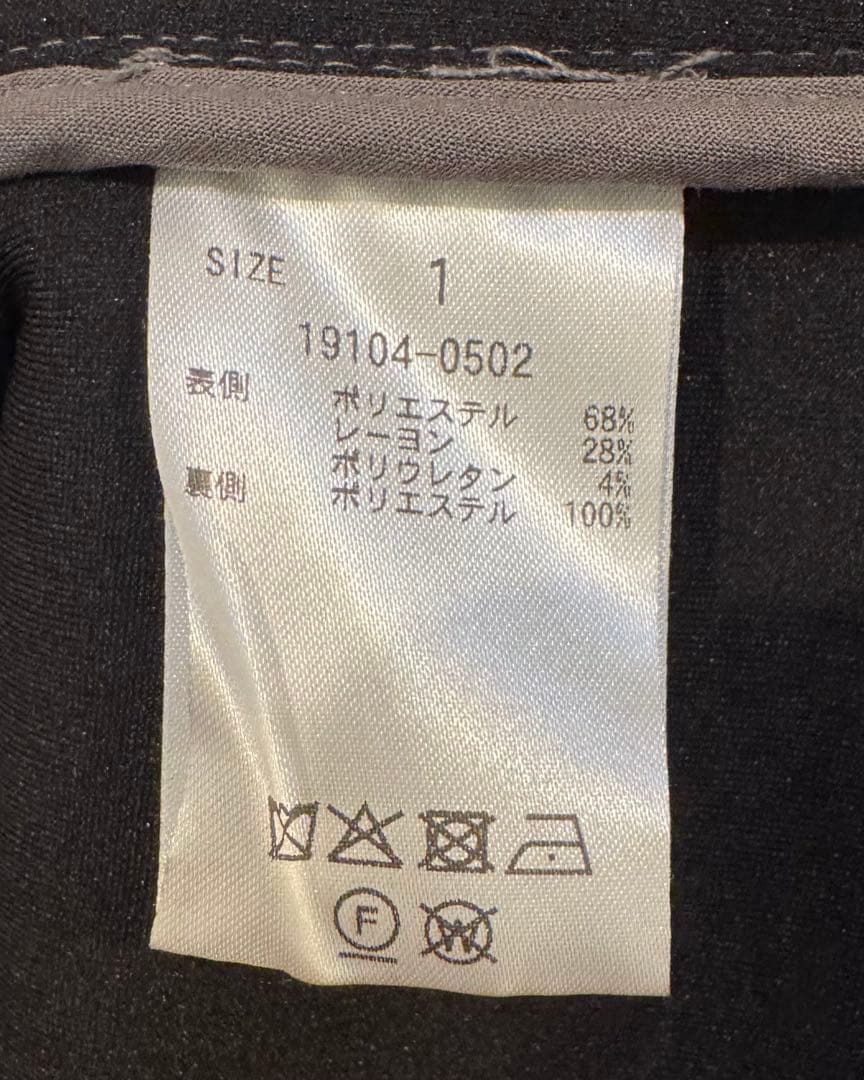 SIZE 1
19104-0502
表側 ポリエステル 68%
レーヨン 28%
ポリウレタン 4%
裏側 ポリエステル 100%
F W